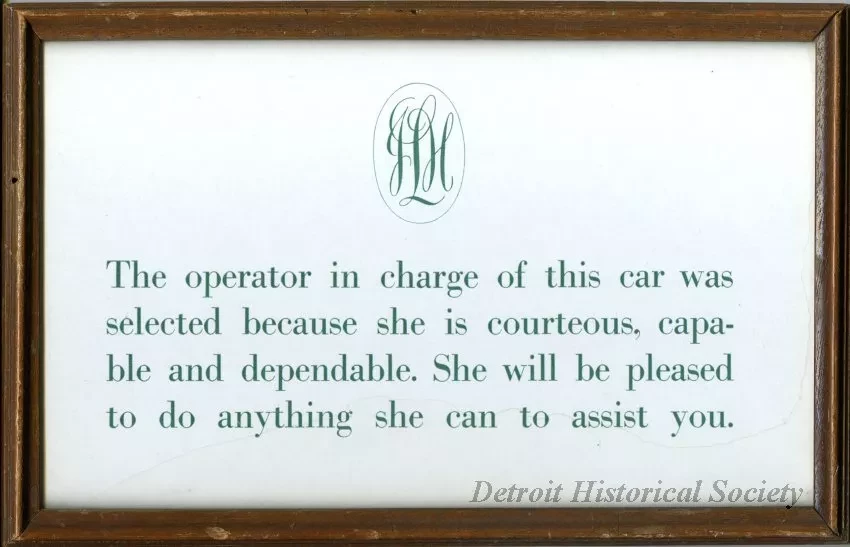 JLH
The operator in charge of this car was
selected because she is courteous, capa-
ble and dependable. She will be pleased
to do anything she can to assist you.
Detroit Historical Society